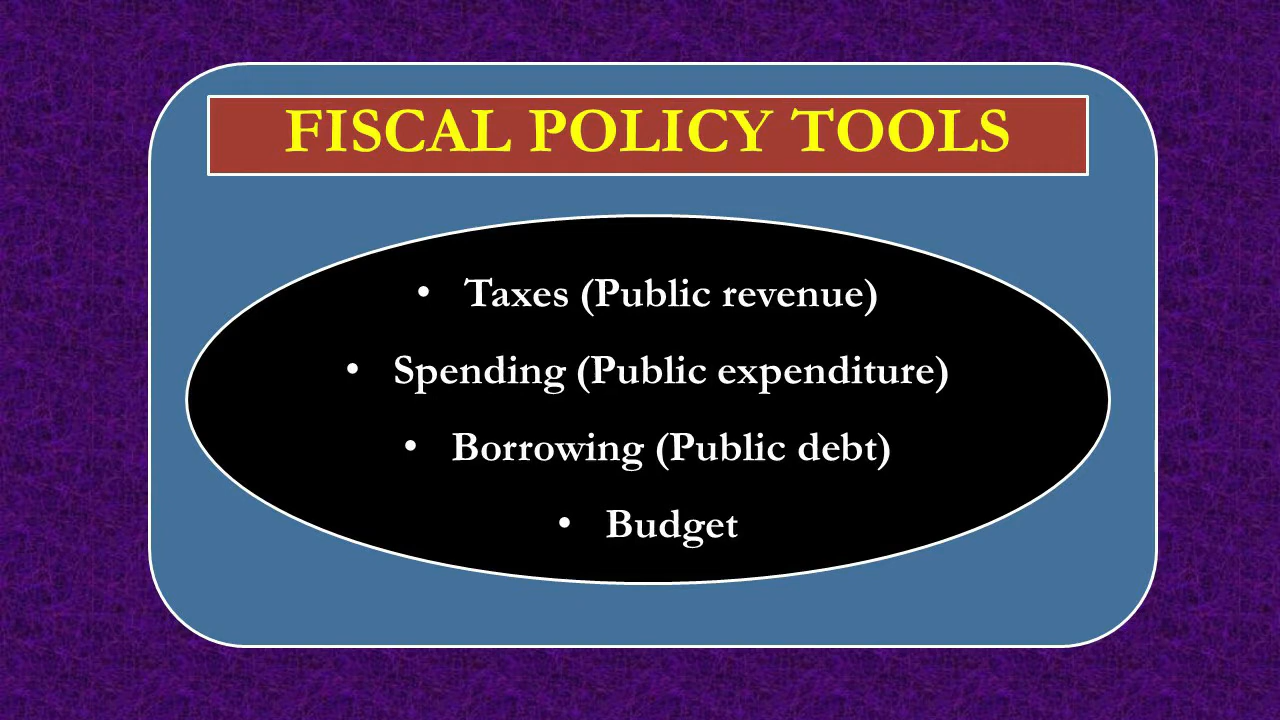 FISCAL POLICY TOOLS
• Taxes (Public revenue)
• Spending (Public expenditure)
• Borrowing (Public debt)
• Budget